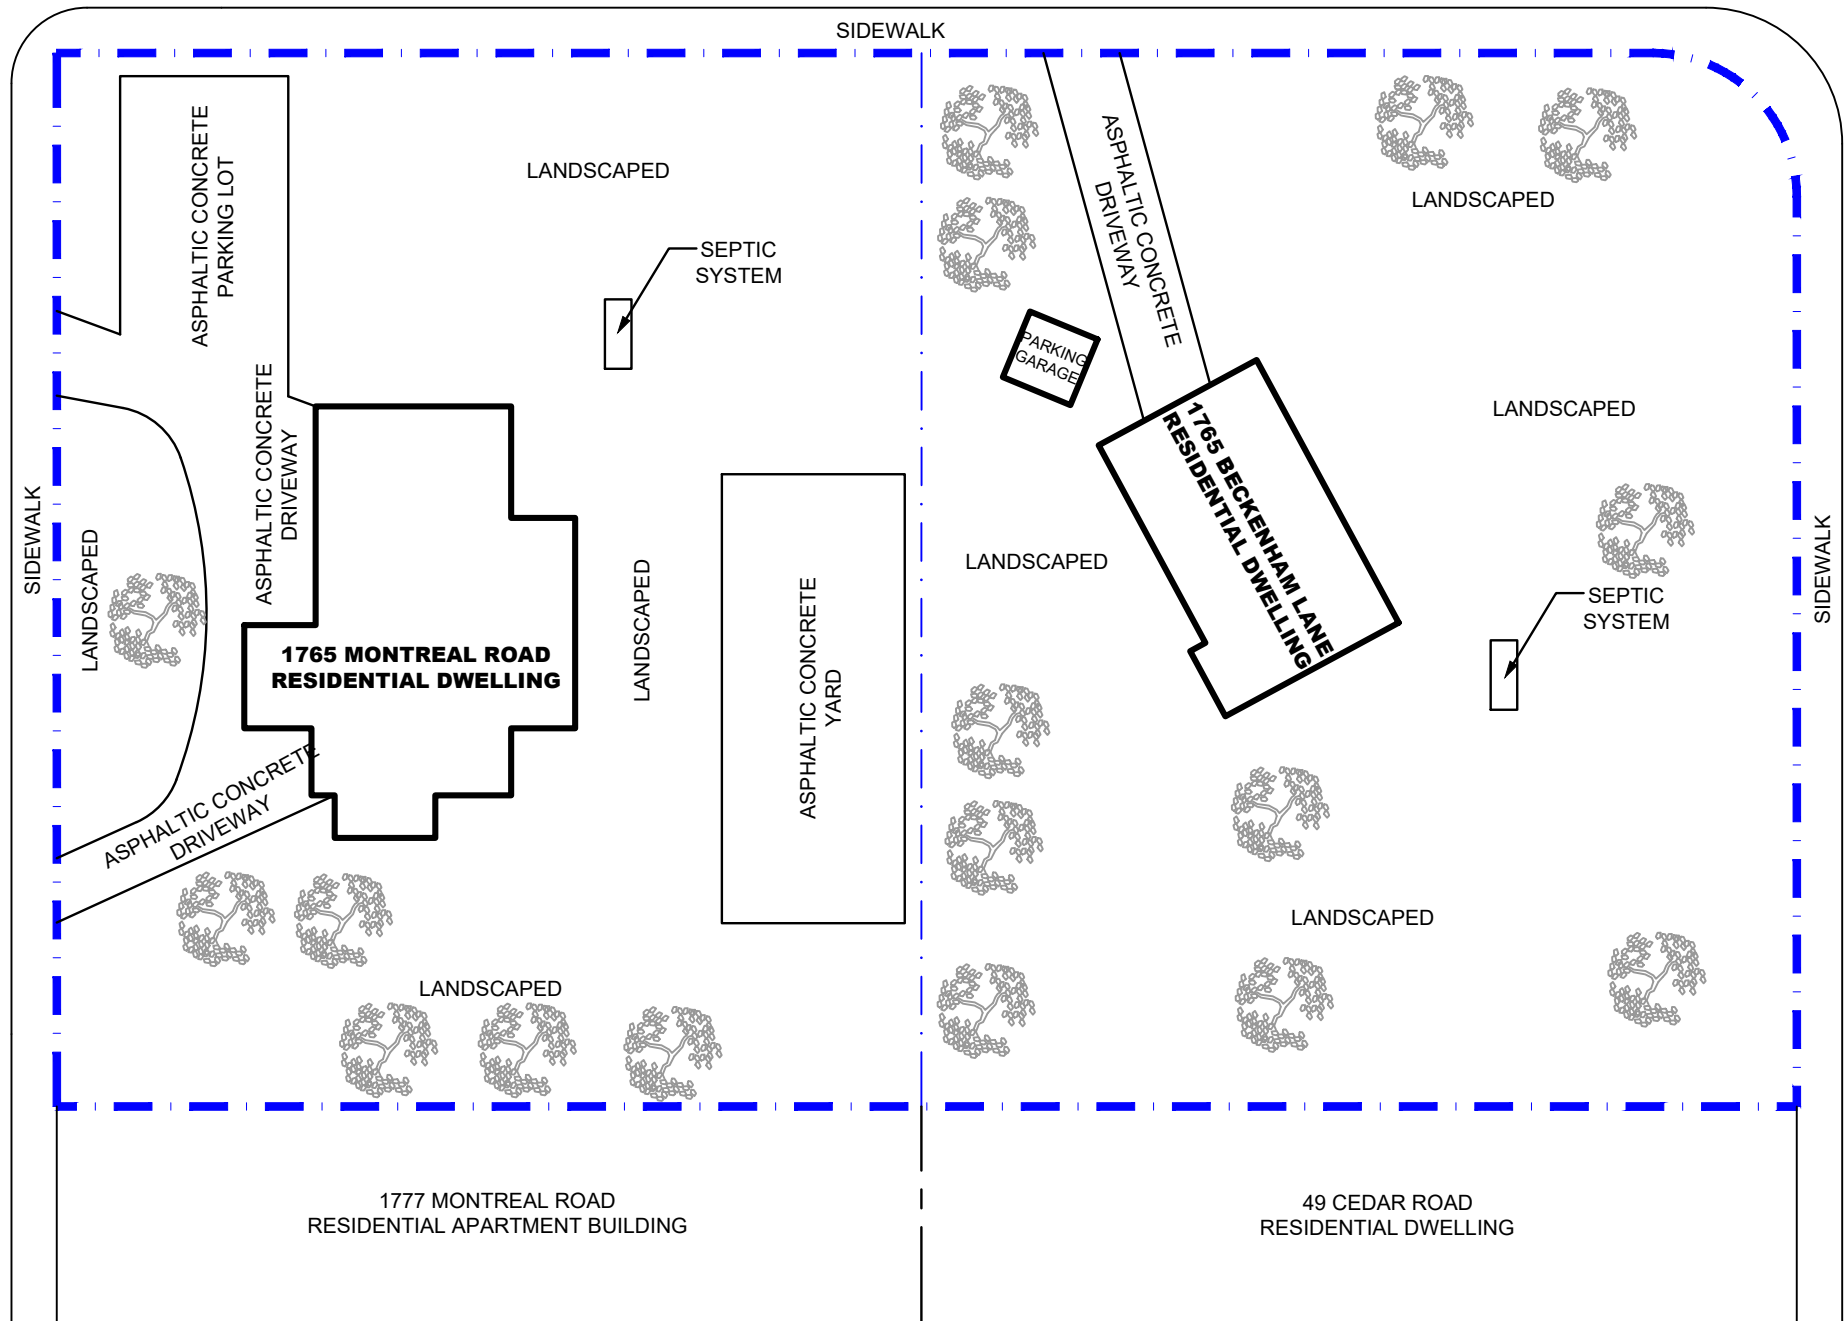 SIDEWALK
ASPHALTIC CONCRETE
PARKING LOT
LANDSCAPED
SEPTIC
SYSTEM
ASPHALTIC CONCRETE
DRIVEWAY
LANDSCAPED
PARKING
GARAGE
ASPHALTIC CONCRETE
DRIVEWAY
LANDSCAPED
1765 BECKENHAM LANE
RESIDENTIAL DWELLING
SIDEWALK
LANDSCAPED
1765 MONTREAL ROAD
RESIDENTIAL DWELLING
LANDSCAPED
ASPHALTIC CONCRETE
YARD
LANDSCAPED
SEPTIC
SYSTEM
SIDEWALK
ASPHALTIC CONCRETE
DRIVEWAY
LANDSCAPED
LANDSCAPED
1777 MONTREAL ROAD
RESIDENTIAL APARTMENT BUILDING
49 CEDAR ROAD
RESIDENTIAL DWELLING